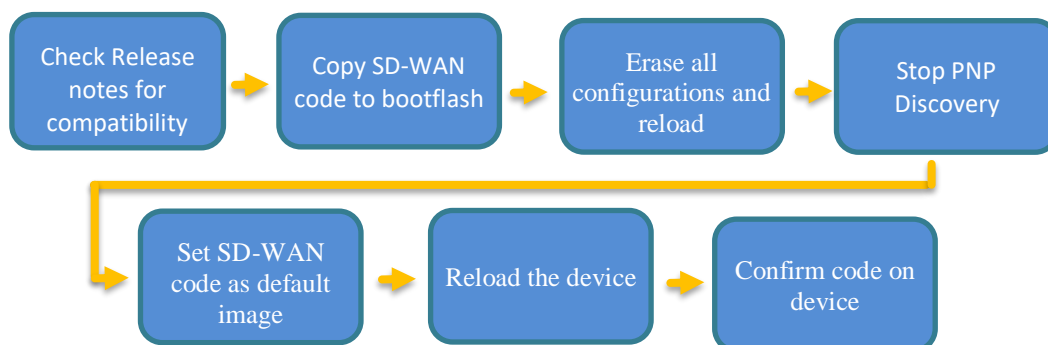 Check Release
notes for
compatibility
Copy SD-WAN
code to bootflash
Erase all
configurations and
reload
Stop PNP
Discovery
Set SD-WAN
code as default
image
Reload the device
Confirm code on
device